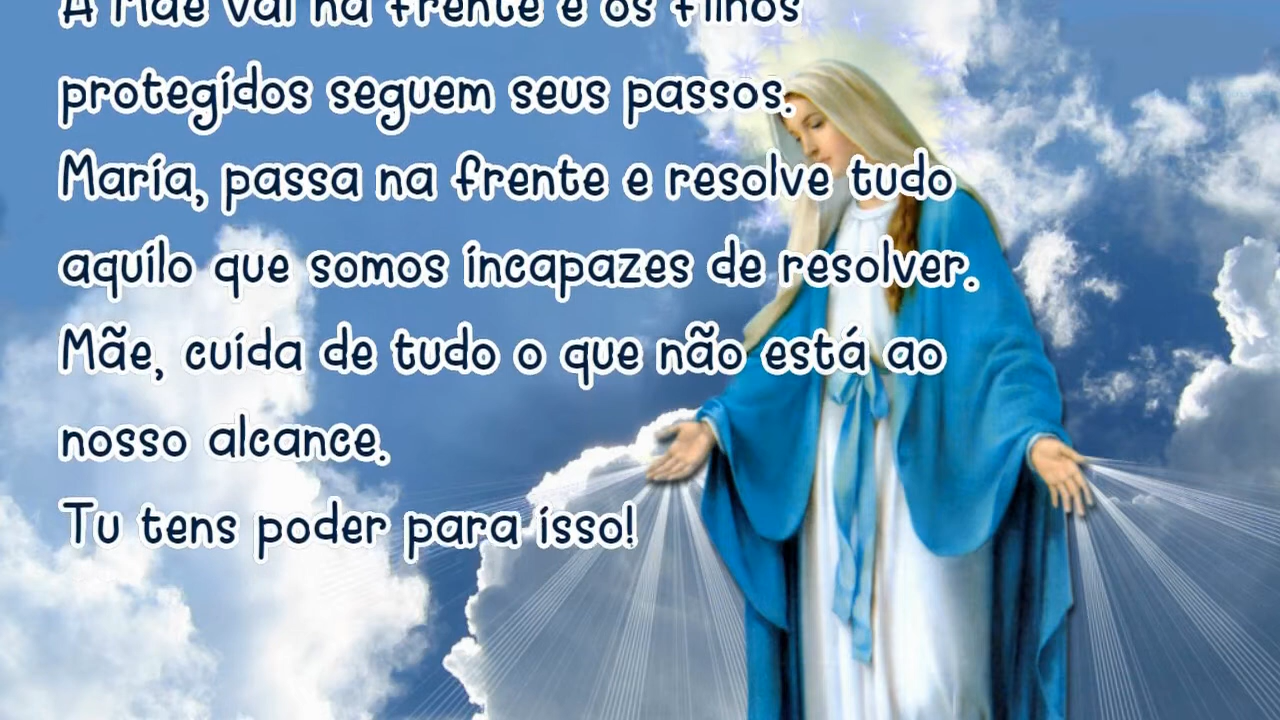 A Mãe vai na frente e os filhos
protegidos seguem seus passos.
Maria, passa na frente e resolve tudo
aquilo que somos incapazes de resolver.
Mãe, cuida de tudo o que não está ao
nosso alcance.
Tu tens poder para isso!